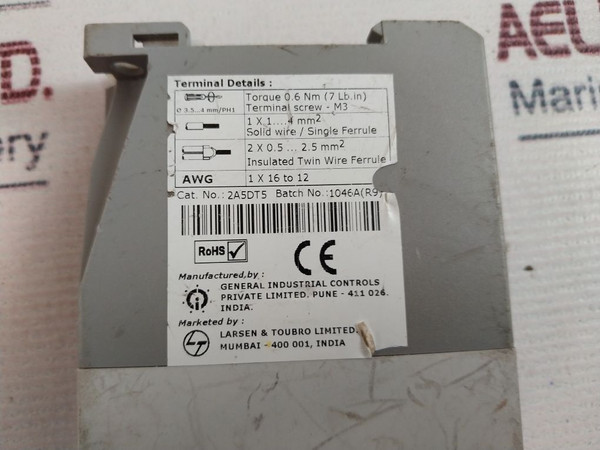 Terminal Details :
Ø 3.5...4 mm/PH1
Torque 0.6 Nm (7 Lb.in)
Terminal screw - M3
1 X 1....4 mm2
Solid wire / Single Ferrule
2 X 0.5 ... 2.5 mm2
Insulated Twin Wire Ferrule
AWG 1 X 16 to 12
Cat. No.: 2A5DT5 Batch No.:1046A(R9)
RoHS CE
Manufactured,by :
GENERAL INDUSTRIAL CONTROLS
PRIVATE LIMITED. PUNE - 411 026.
INDIA.
Marketed by :
LARSEN & TOUBRO LIMITED.
MUMBAI - 400 001, INDIA
LT
D.
AEL
Marin